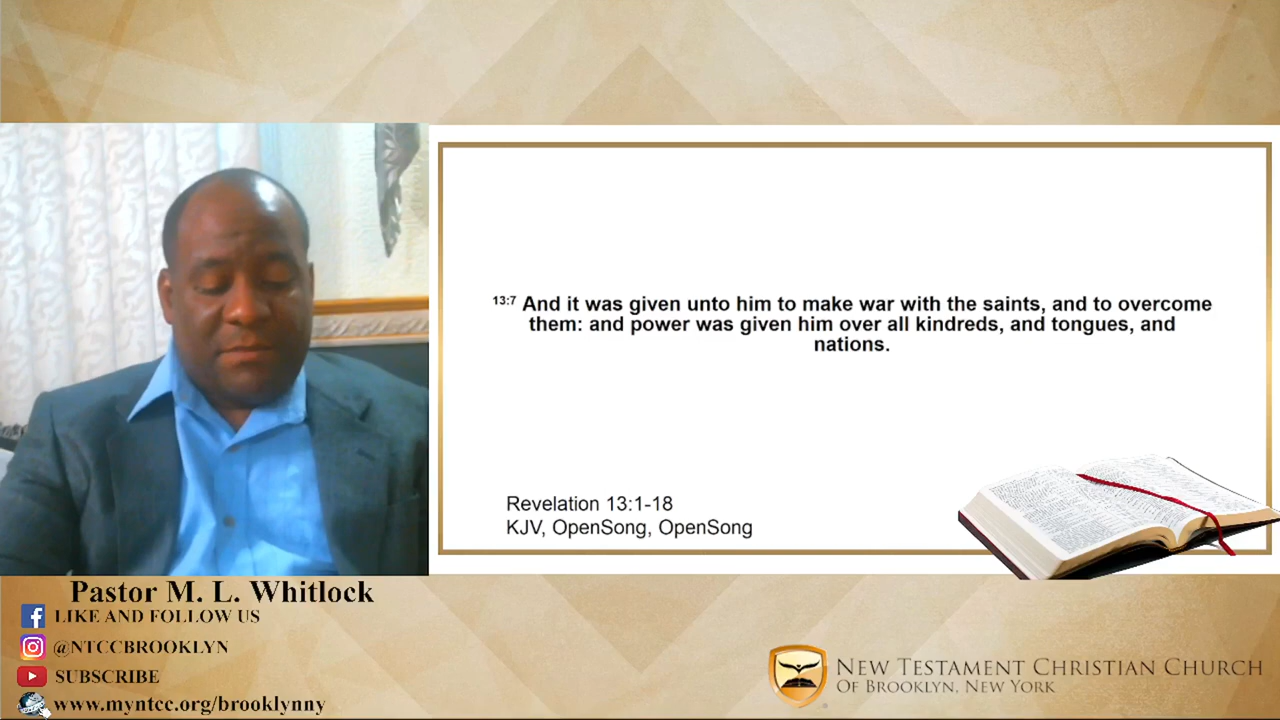 13:7 And it was given unto him to make war with the saints, and to overcome
them: and power was given him over all kindreds, and tongues, and
nations.
Revelation 13:1-18
KJV, OpenSong, OpenSong
Pastor M. L. Whitlock
LIKE AND FOLLOW US
@NTCCBROOKLYN
SUBSCRIBE
www.myntcc.org/brooklynny
NEW TESTAMENT CHRISTIAN CHURCH
OF BROOKLYN, NEW YORK